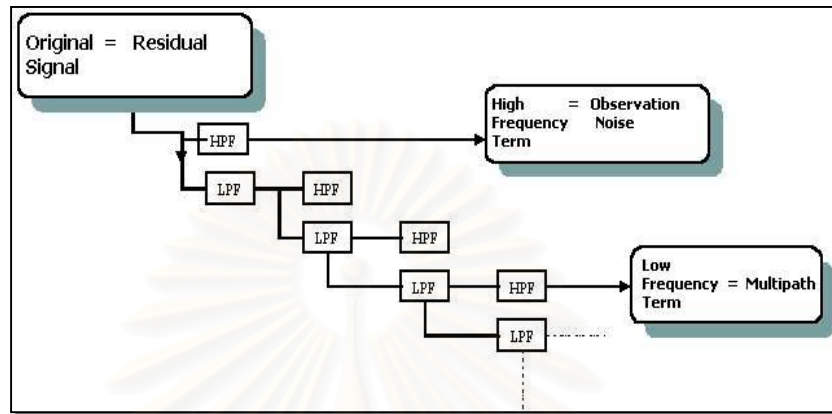 Original = Residual
Signal
High = Observation
Frequency Noise
Term
HPF
LPF HPF
LPF HPF
Low
Frequency = Multipath
Term
LPF HPF
LPF